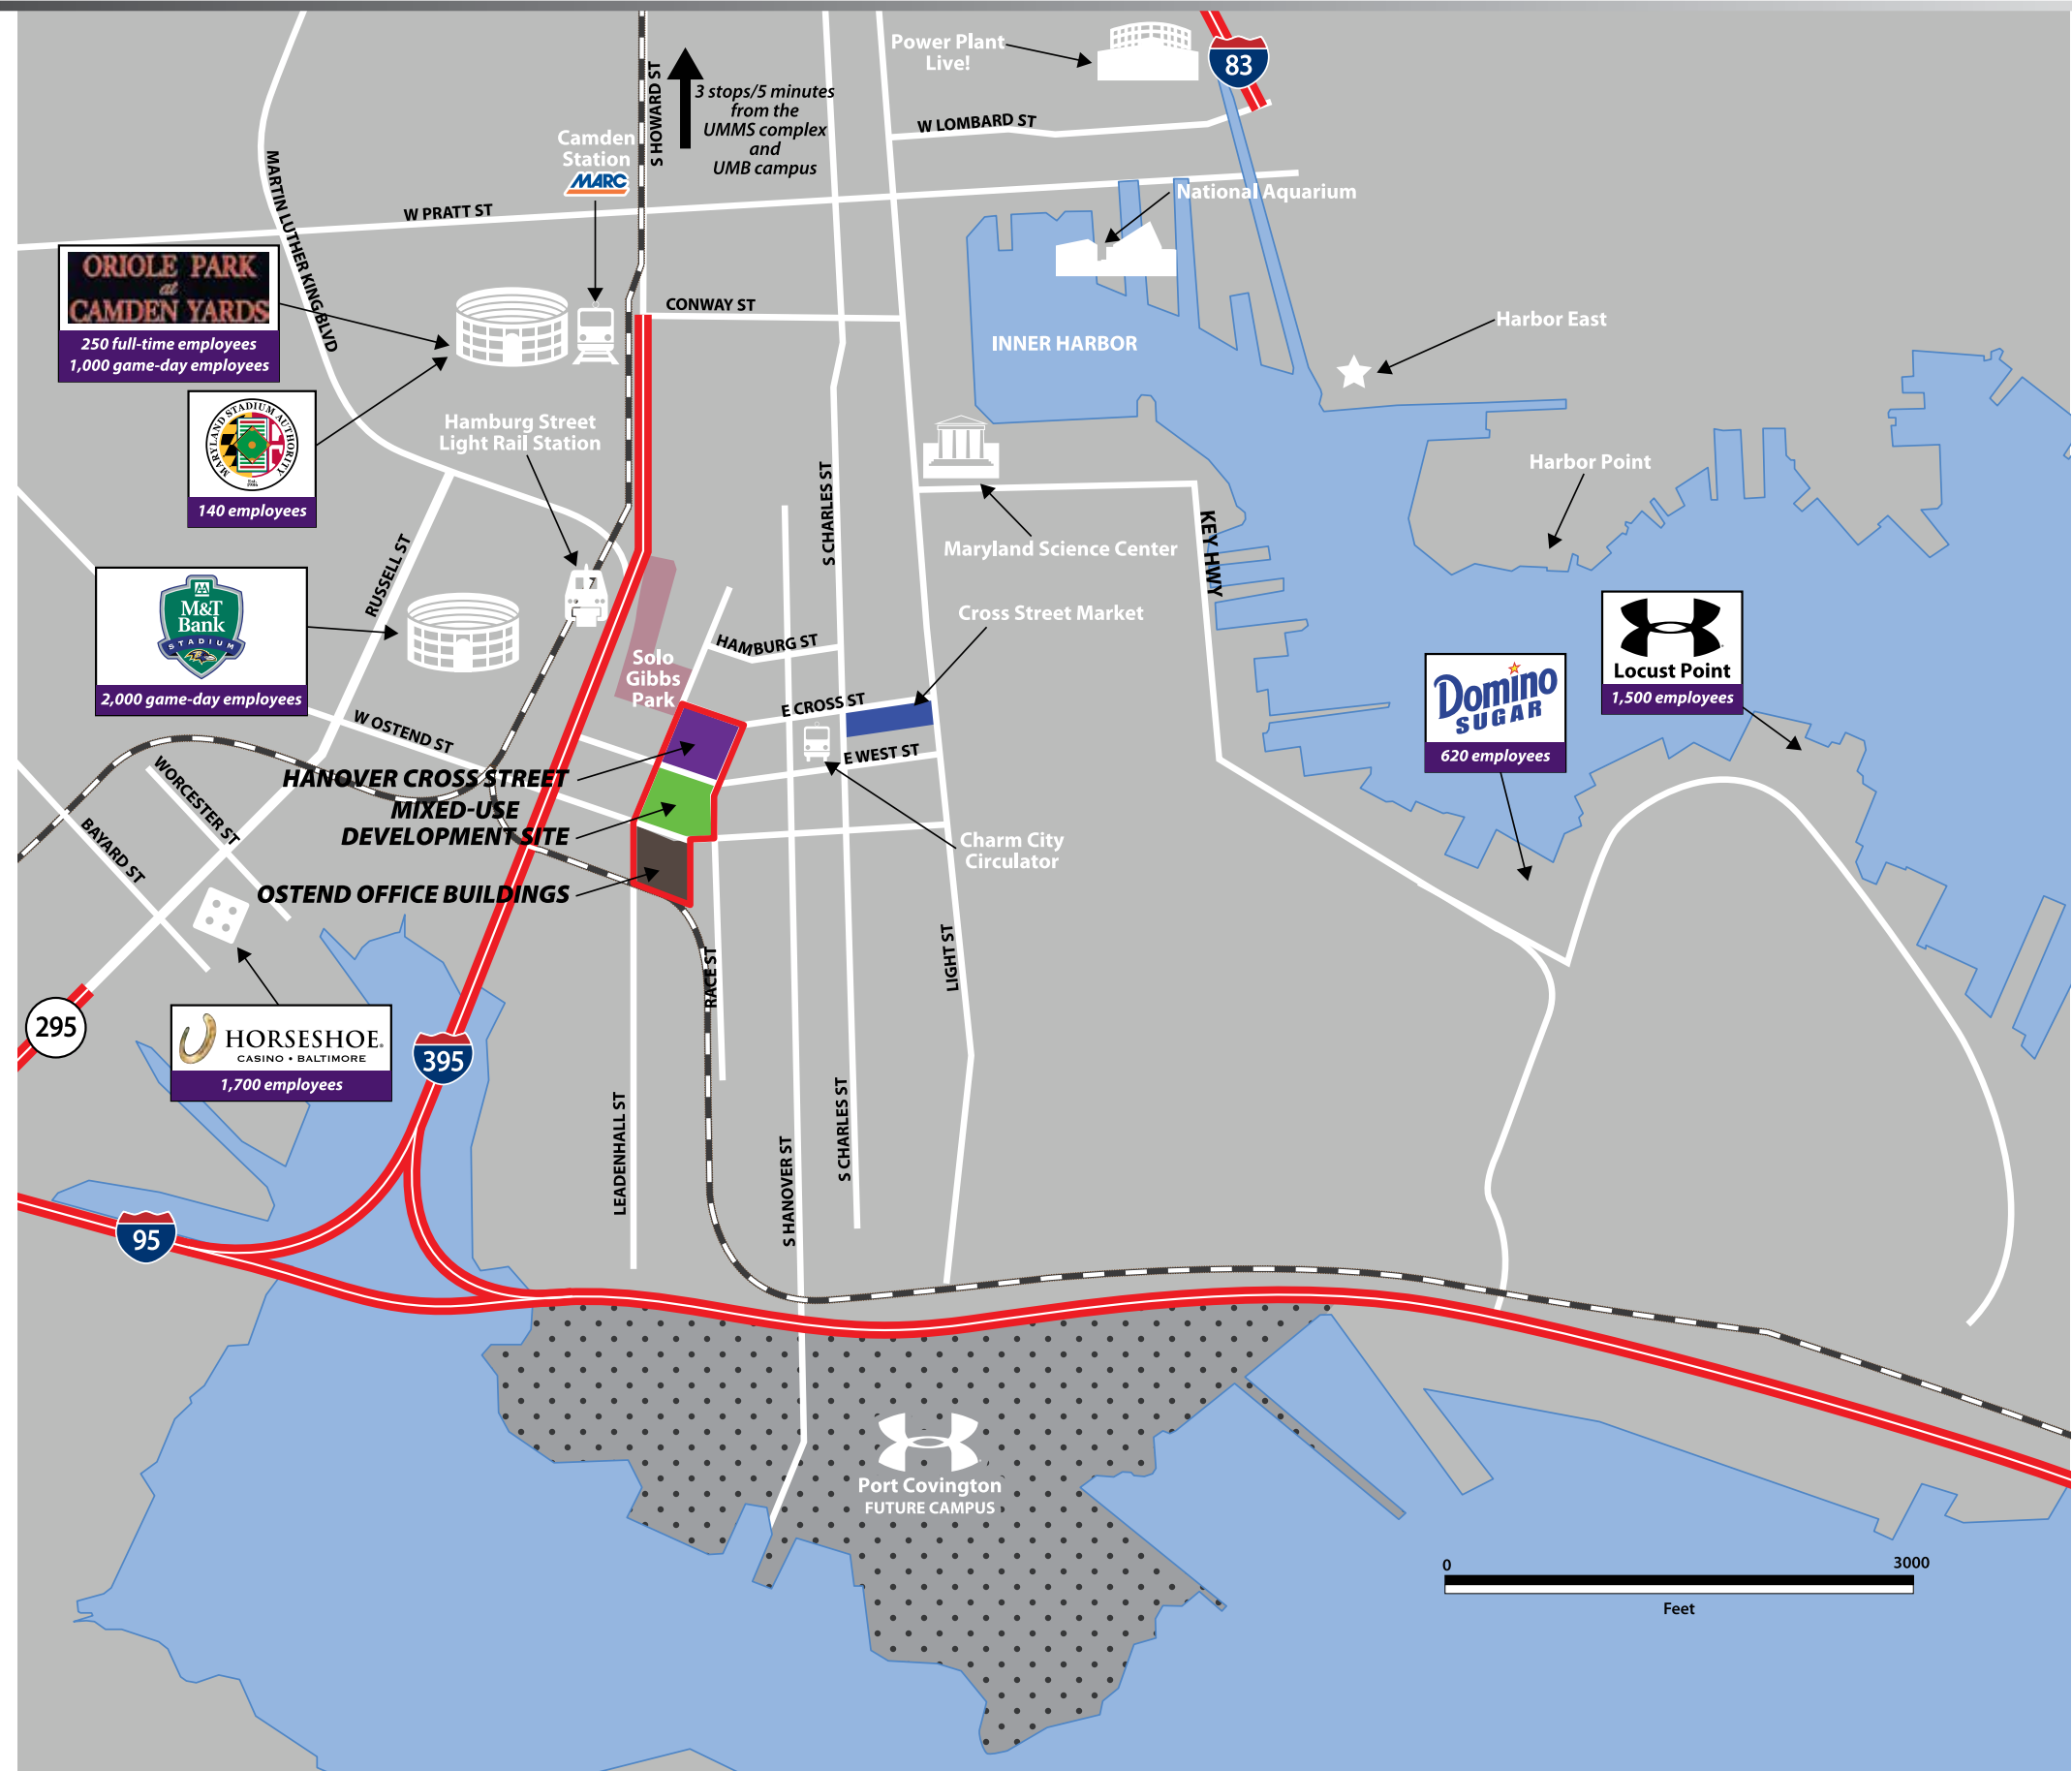 Power Plant
Live!
83
3 stops/5 minutes
from the
UMMS complex
and
UMB campus
S HOWARD ST
W LOMBARD ST
Camden
Station
MARC
MARTIN LUTHER KING BLVD
W PRATT ST
National Aquarium
ORIOLE PARK
at
CAMDEN YARDS
250 full-time employees
1,000 game-day employees
CONWAY ST
INNER HARBOR
Harbor East
MARYLAND STADIUM AUTHORITY
140 employees
Hamburg Street
Light Rail Station
S CHARLES ST
Harbor Point
KEY HWY
Maryland Science Center
RUSSELL ST
M&T
Bank
STADIUM
2,000 game-day employees
7
Cross Street Market
HAMBURG ST
Solo
Gibbs
Park
Locust Point
1,500 employees
Domino
SUGAR
620 employees
E CROSS ST
W OSTEND ST
E WEST ST
HANOVER CROSS STREET
MIXED-USE
DEVELOPMENT SITE
WORCESTER ST
BAYARD ST
Charm City
Circulator
OSTEND OFFICE BUILDINGS
RACE ST
LIGHT ST
295
HORSESHOE
CASINO • BALTIMORE
1,700 employees
395
LEADENHALL ST
S HANOVER ST
S CHARLES ST
95
Port Covington
FUTURE CAMPUS
0 3000
Feet